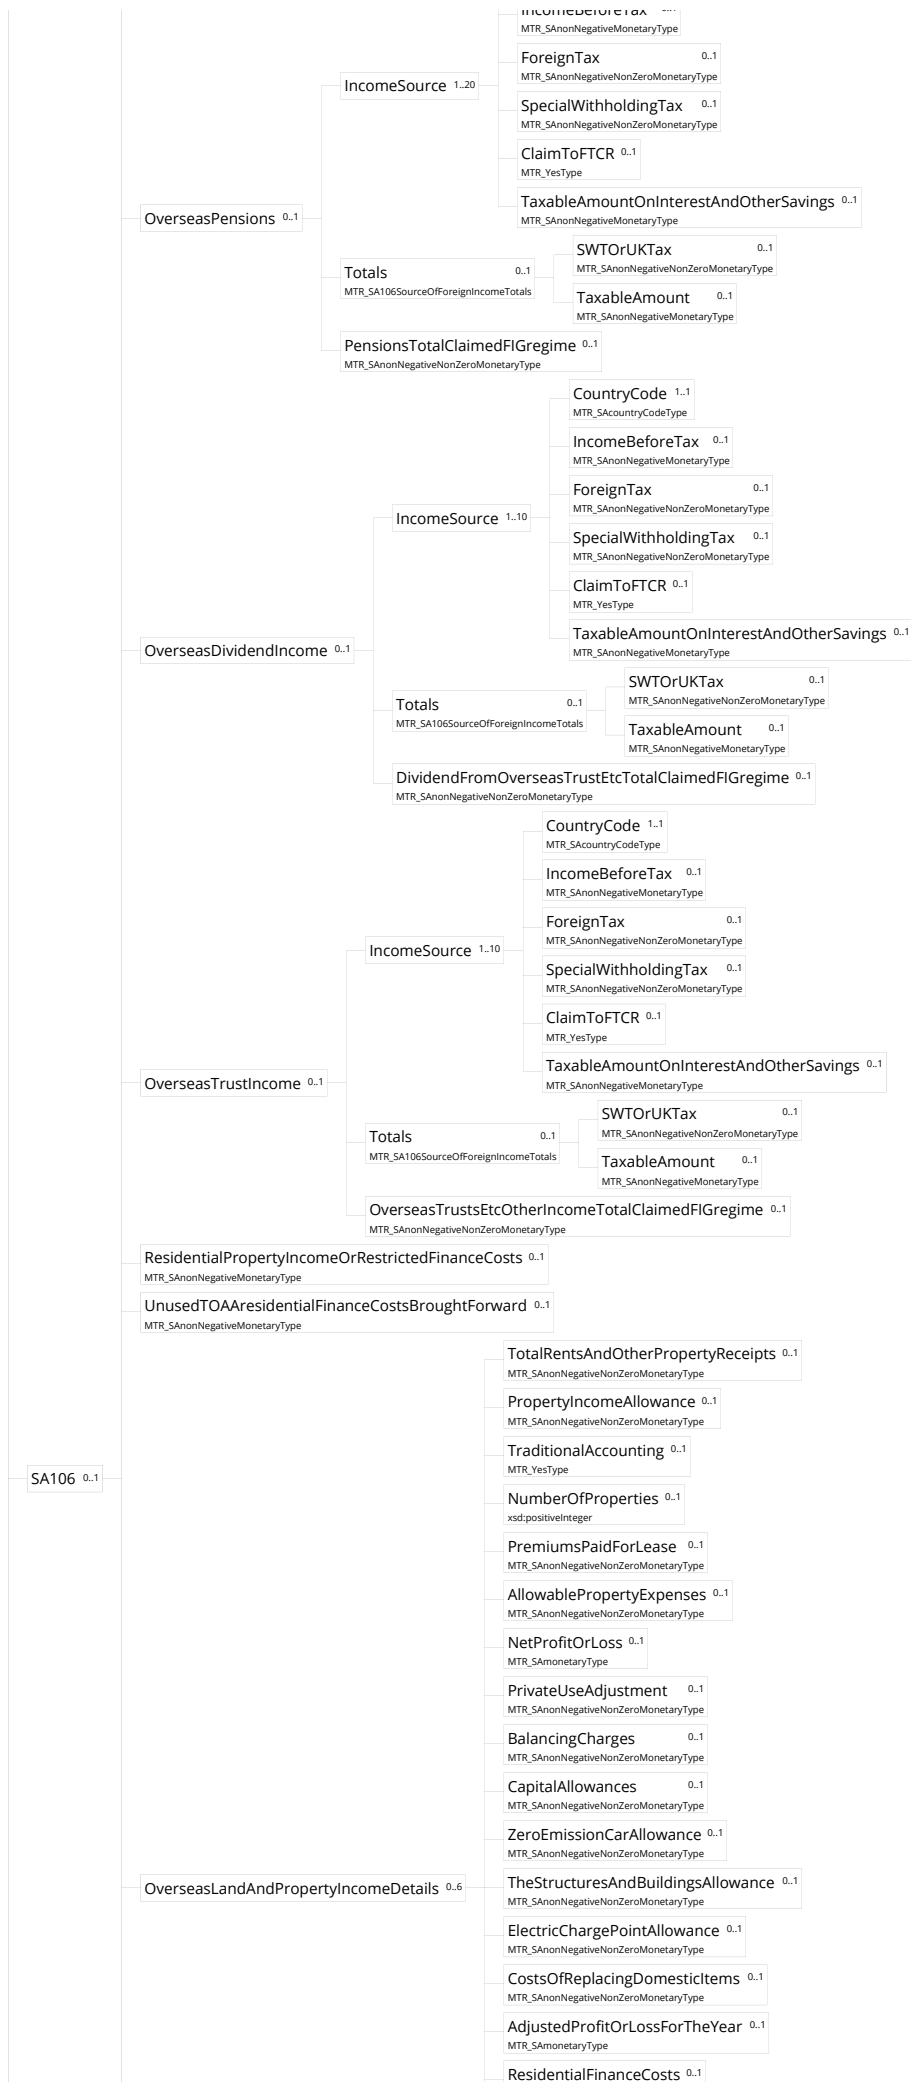 IncomeBeforeTax 0..1
MTR_SAnonNegativeMonetaryType
ForeignTax 0..1
MTR_SAnonNegativeNonZeroMonetaryType
IncomeSource 1..20
SpecialWithholdingTax 0..1
MTR_SAnonNegativeNonZeroMonetaryType
ClaimToFTCR 0..1
MTR_YesType
TaxableAmountOnInterestAndOtherSavings 0..1
MTR_SAnonNegativeMonetaryType
OverseasPensions 0..1
SWTOrUKTax 0..1
MTR_SAnonNegativeNonZeroMonetaryType
Totals 0..1
MTR_SA106SourceOfForeignIncomeTotals
TaxableAmount 0..1
MTR_SAnonNegativeMonetaryType
PensionsTotalClaimedFIGregime 0..1
MTR_SAnonNegativeNonZeroMonetaryType
CountryCode 1..1
MTR_SAcountryCodeType
IncomeBeforeTax 0..1
MTR_SAnonNegativeMonetaryType
ForeignTax 0..1
MTR_SAnonNegativeNonZeroMonetaryType
IncomeSource 1..10
SpecialWithholdingTax 0..1
MTR_SAnonNegativeNonZeroMonetaryType
ClaimToFTCR 0..1
MTR_YesType
TaxableAmountOnInterestAndOtherSavings 0..1
MTR_SAnonNegativeMonetaryType
OverseasDividendIncome 0..1
SWTOrUKTax 0..1
MTR_SAnonNegativeNonZeroMonetaryType
Totals 0..1
MTR_SA106SourceOfForeignIncomeTotals
TaxableAmount 0..1
MTR_SAnonNegativeMonetaryType
DividendFromOverseasTrustEtcTotalClaimedFIGregime 0..1
MTR_SAnonNegativeNonZeroMonetaryType
CountryCode 1..1
MTR_SAcountryCodeType
IncomeBeforeTax 0..1
MTR_SAnonNegativeMonetaryType
ForeignTax 0..1
MTR_SAnonNegativeNonZeroMonetaryType
IncomeSource 1..10
SpecialWithholdingTax 0..1
MTR_SAnonNegativeNonZeroMonetaryType
ClaimToFTCR 0..1
MTR_YesType
TaxableAmountOnInterestAndOtherSavings 0..1
MTR_SAnonNegativeMonetaryType
OverseasTrustIncome 0..1
SWTOrUKTax 0..1
MTR_SAnonNegativeNonZeroMonetaryType
Totals 0..1
MTR_SA106SourceOfForeignIncomeTotals
TaxableAmount 0..1
MTR_SAnonNegativeMonetaryType
OverseasTrustsEtcOtherIncomeTotalClaimedFIGregime 0..1
MTR_SAnonNegativeNonZeroMonetaryType
ResidentialPropertyIncomeOrRestrictedFinanceCosts 0..1
MTR_SAnonNegativeMonetaryType
UnusedTOAAresidentialFinanceCostsBroughtForward 0..1
MTR_SAnonNegativeMonetaryType
TotalRentsAndOtherPropertyReceipts 0..1
MTR_SAnonNegativeNonZeroMonetaryType
PropertyIncomeAllowance 0..1
MTR_SAnonNegativeNonZeroMonetaryType
TraditionalAccounting 0..1
MTR_YesType
SA106 0..1
NumberOfProperties 0..1
xsd:positiveInteger
PremiumsPaidForLease 0..1
MTR_SAnonNegativeNonZeroMonetaryType
AllowablePropertyExpenses 0..1
MTR_SAnonNegativeNonZeroMonetaryType
NetProfitOrLoss 0..1
MTR_SAmonetaryType
PrivateUseAdjustment 0..1
MTR_SAnonNegativeNonZeroMonetaryType
BalancingCharges 0..1
MTR_SAnonNegativeNonZeroMonetaryType
CapitalAllowances 0..1
MTR_SAnonNegativeNonZeroMonetaryType
ZeroEmissionCarAllowance 0..1
MTR_SAnonNegativeNonZeroMonetaryType
OverseasLandAndPropertyIncomeDetails 0..6
TheStructuresAndBuildingsAllowance 0..1
MTR_SAnonNegativeNonZeroMonetaryType
ElectricChargePointAllowance 0..1
MTR_SAnonNegativeNonZeroMonetaryType
CostsOfReplacingDomesticItems 0..1
MTR_SAnonNegativeNonZeroMonetaryType
AdjustedProfitOrLossForTheYear 0..1
MTR_SAmonetaryType
ResidentialFinanceCosts 0..1